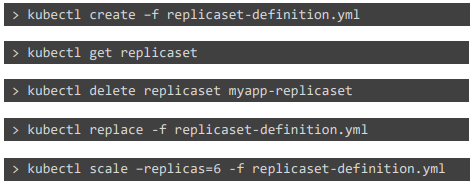 > kubectl create –f replicaset-definition.yml
> kubectl get replicaset
> kubectl delete replicaset myapp-replicaset
> kubectl replace -f replicaset-definition.yml
> kubectl scale –replicas=6 -f replicaset-definition.yml